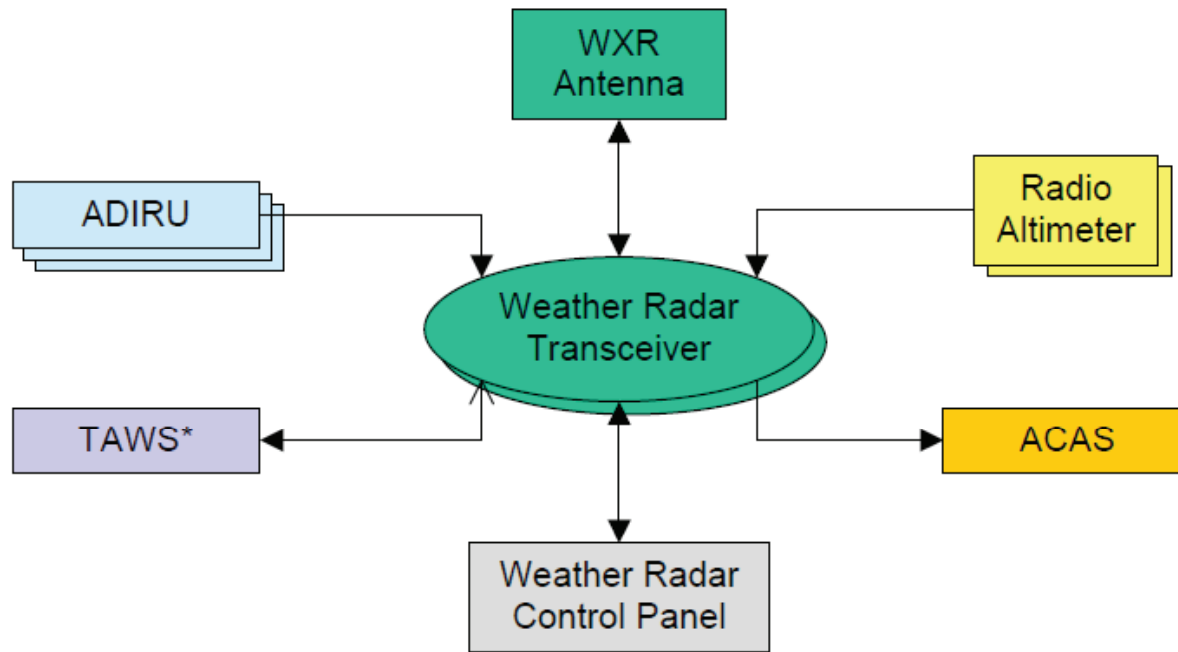 WXR
Antenna
ADIRU
Radio
Altimeter
Weather Radar
Transceiver
TAWS*
ACAS
Weather Radar
Control Panel